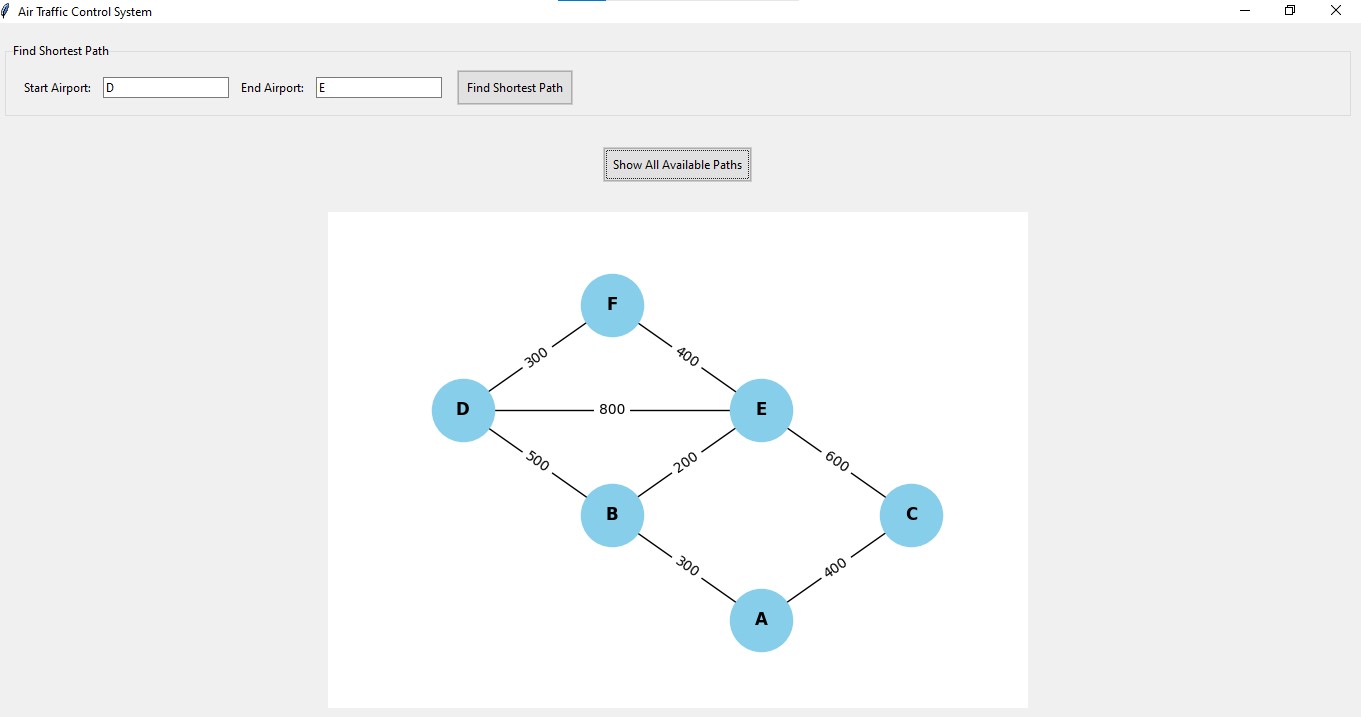 Air Traffic Control System
Find Shortest Path
Start Airport: D End Airport: E Find Shortest Path
Show All Available Paths
F
300 400
D 800 E
500 200 600
B C
300 400
A